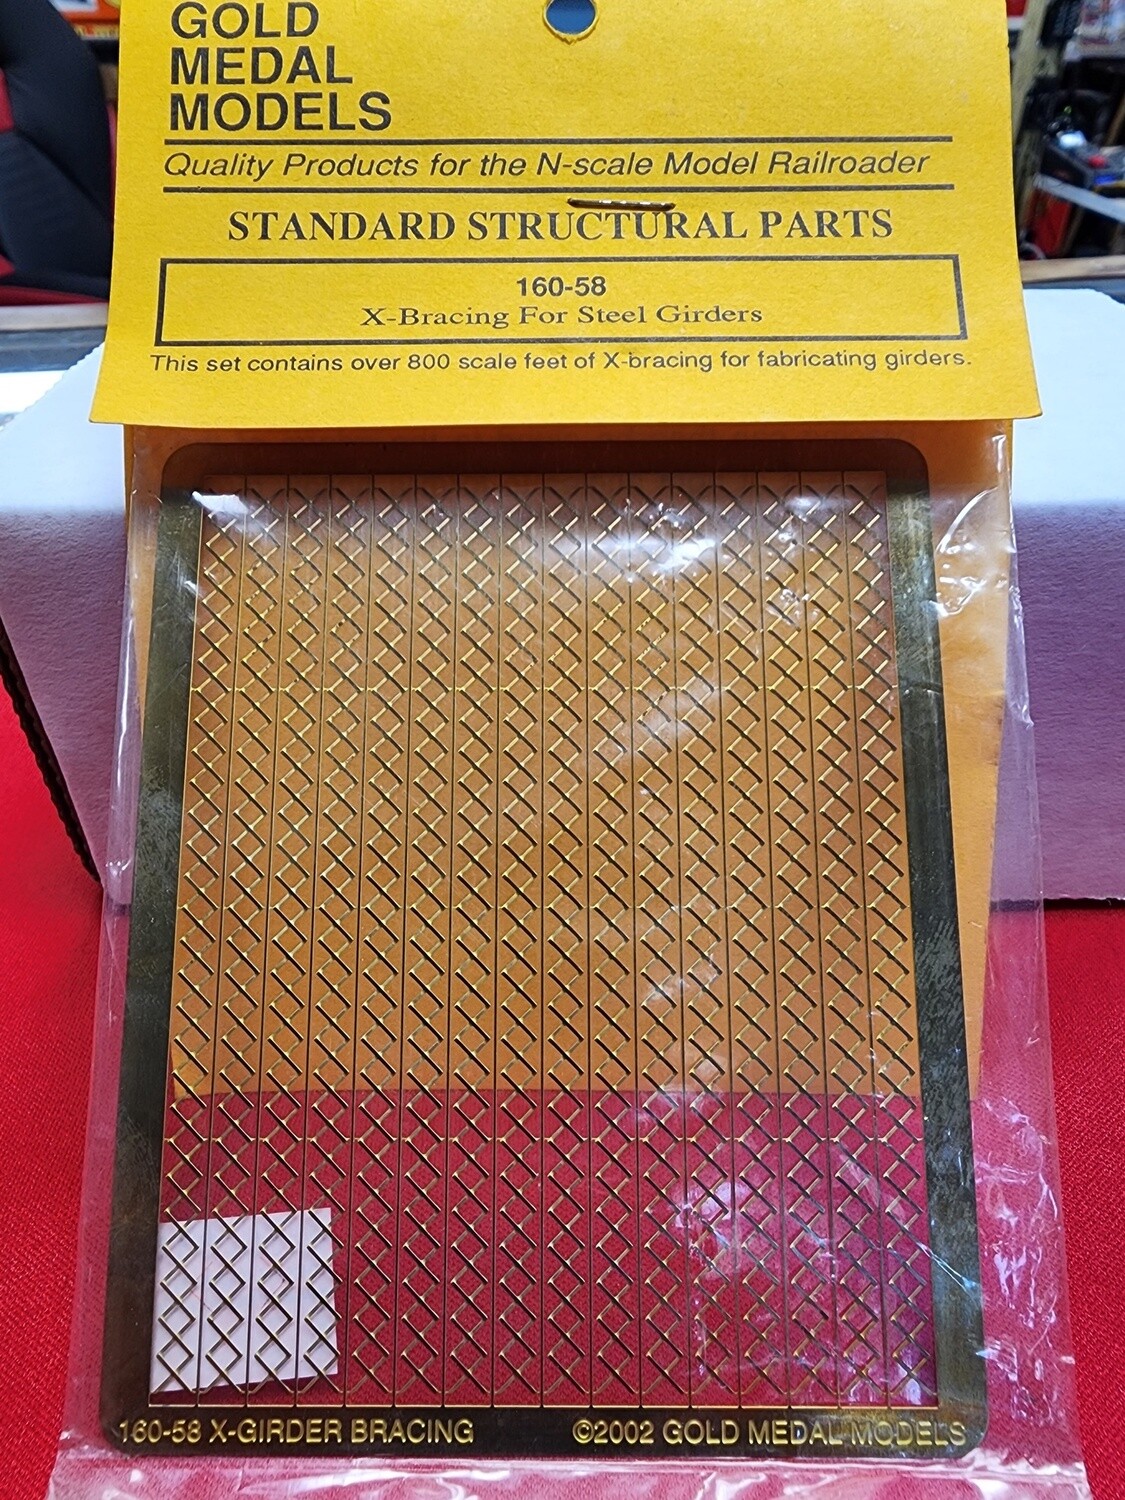 GOLD
MEDAL
MODELS
Quality Products for the N-scale Model Railroader
STANDARD STRUCTURAL PARTS
160-58
X-Bracing For Steel Girders
This set contains over 800 scale feet of X-bracing for fabricating girders.
160-58 X-GIRDER BRACING ©2002 GOLD MEDAL MODELS